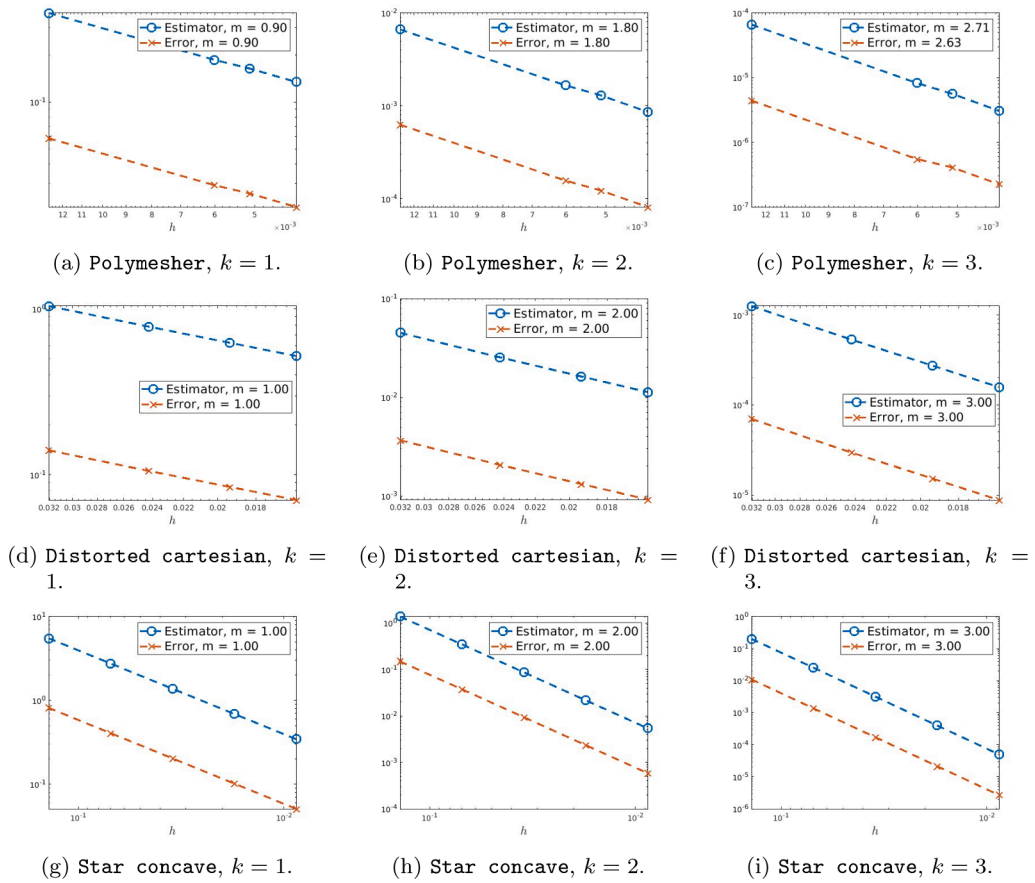 Estimator, m = 0.90
Error, m = 0.90
10^-1
12 11 10 9 8 7 6 5
h
×10^-3
(a) Polymesher, k = 1.
10^-2
Estimator, m = 1.80
Error, m = 1.80
10^-3
10^-4
12 11 10 9 8 7 6 5
h
×10^-3
(b) Polymesher, k = 2.
10^-4
Estimator, m = 2.71
Error, m = 2.63
10^-5
10^-6
10^-7
12 11 10 9 8 7 6 5
h
×10^-3
(c) Polymesher, k = 3.
10^0
Estimator, m = 1.00
Error, m = 1.00
10^-1
0.032 0.03 0.028 0.026 0.024 0.022 0.02 0.018
h
(d) Distorted cartesian, k =
1.
10^-1
Estimator, m = 2.00
Error, m = 2.00
10^-2
10^-3
0.032 0.03 0.028 0.026 0.024 0.022 0.02 0.018
h
(e) Distorted cartesian, k =
2.
10^-3
Estimator, m = 3.00
Error, m = 3.00
10^-4
10^-5
0.032 0.03 0.028 0.026 0.024 0.022 0.02 0.018
h
(f) Distorted cartesian, k =
3.
10^1
Estimator, m = 1.00
Error, m = 1.00
10^0
10^-1
10^-1 10^-2
h
(g) Star concave, k = 1.
10^0
Estimator, m = 2.00
Error, m = 2.00
10^-1
10^-2
10^-3
10^-4
10^-1 10^-2
h
(h) Star concave, k = 2.
10^0
Estimator, m = 3.00
Error, m = 3.00
10^-1
10^-2
10^-3
10^-4
10^-5
10^-6
10^-1 10^-2
h
(i) Star concave, k = 3.